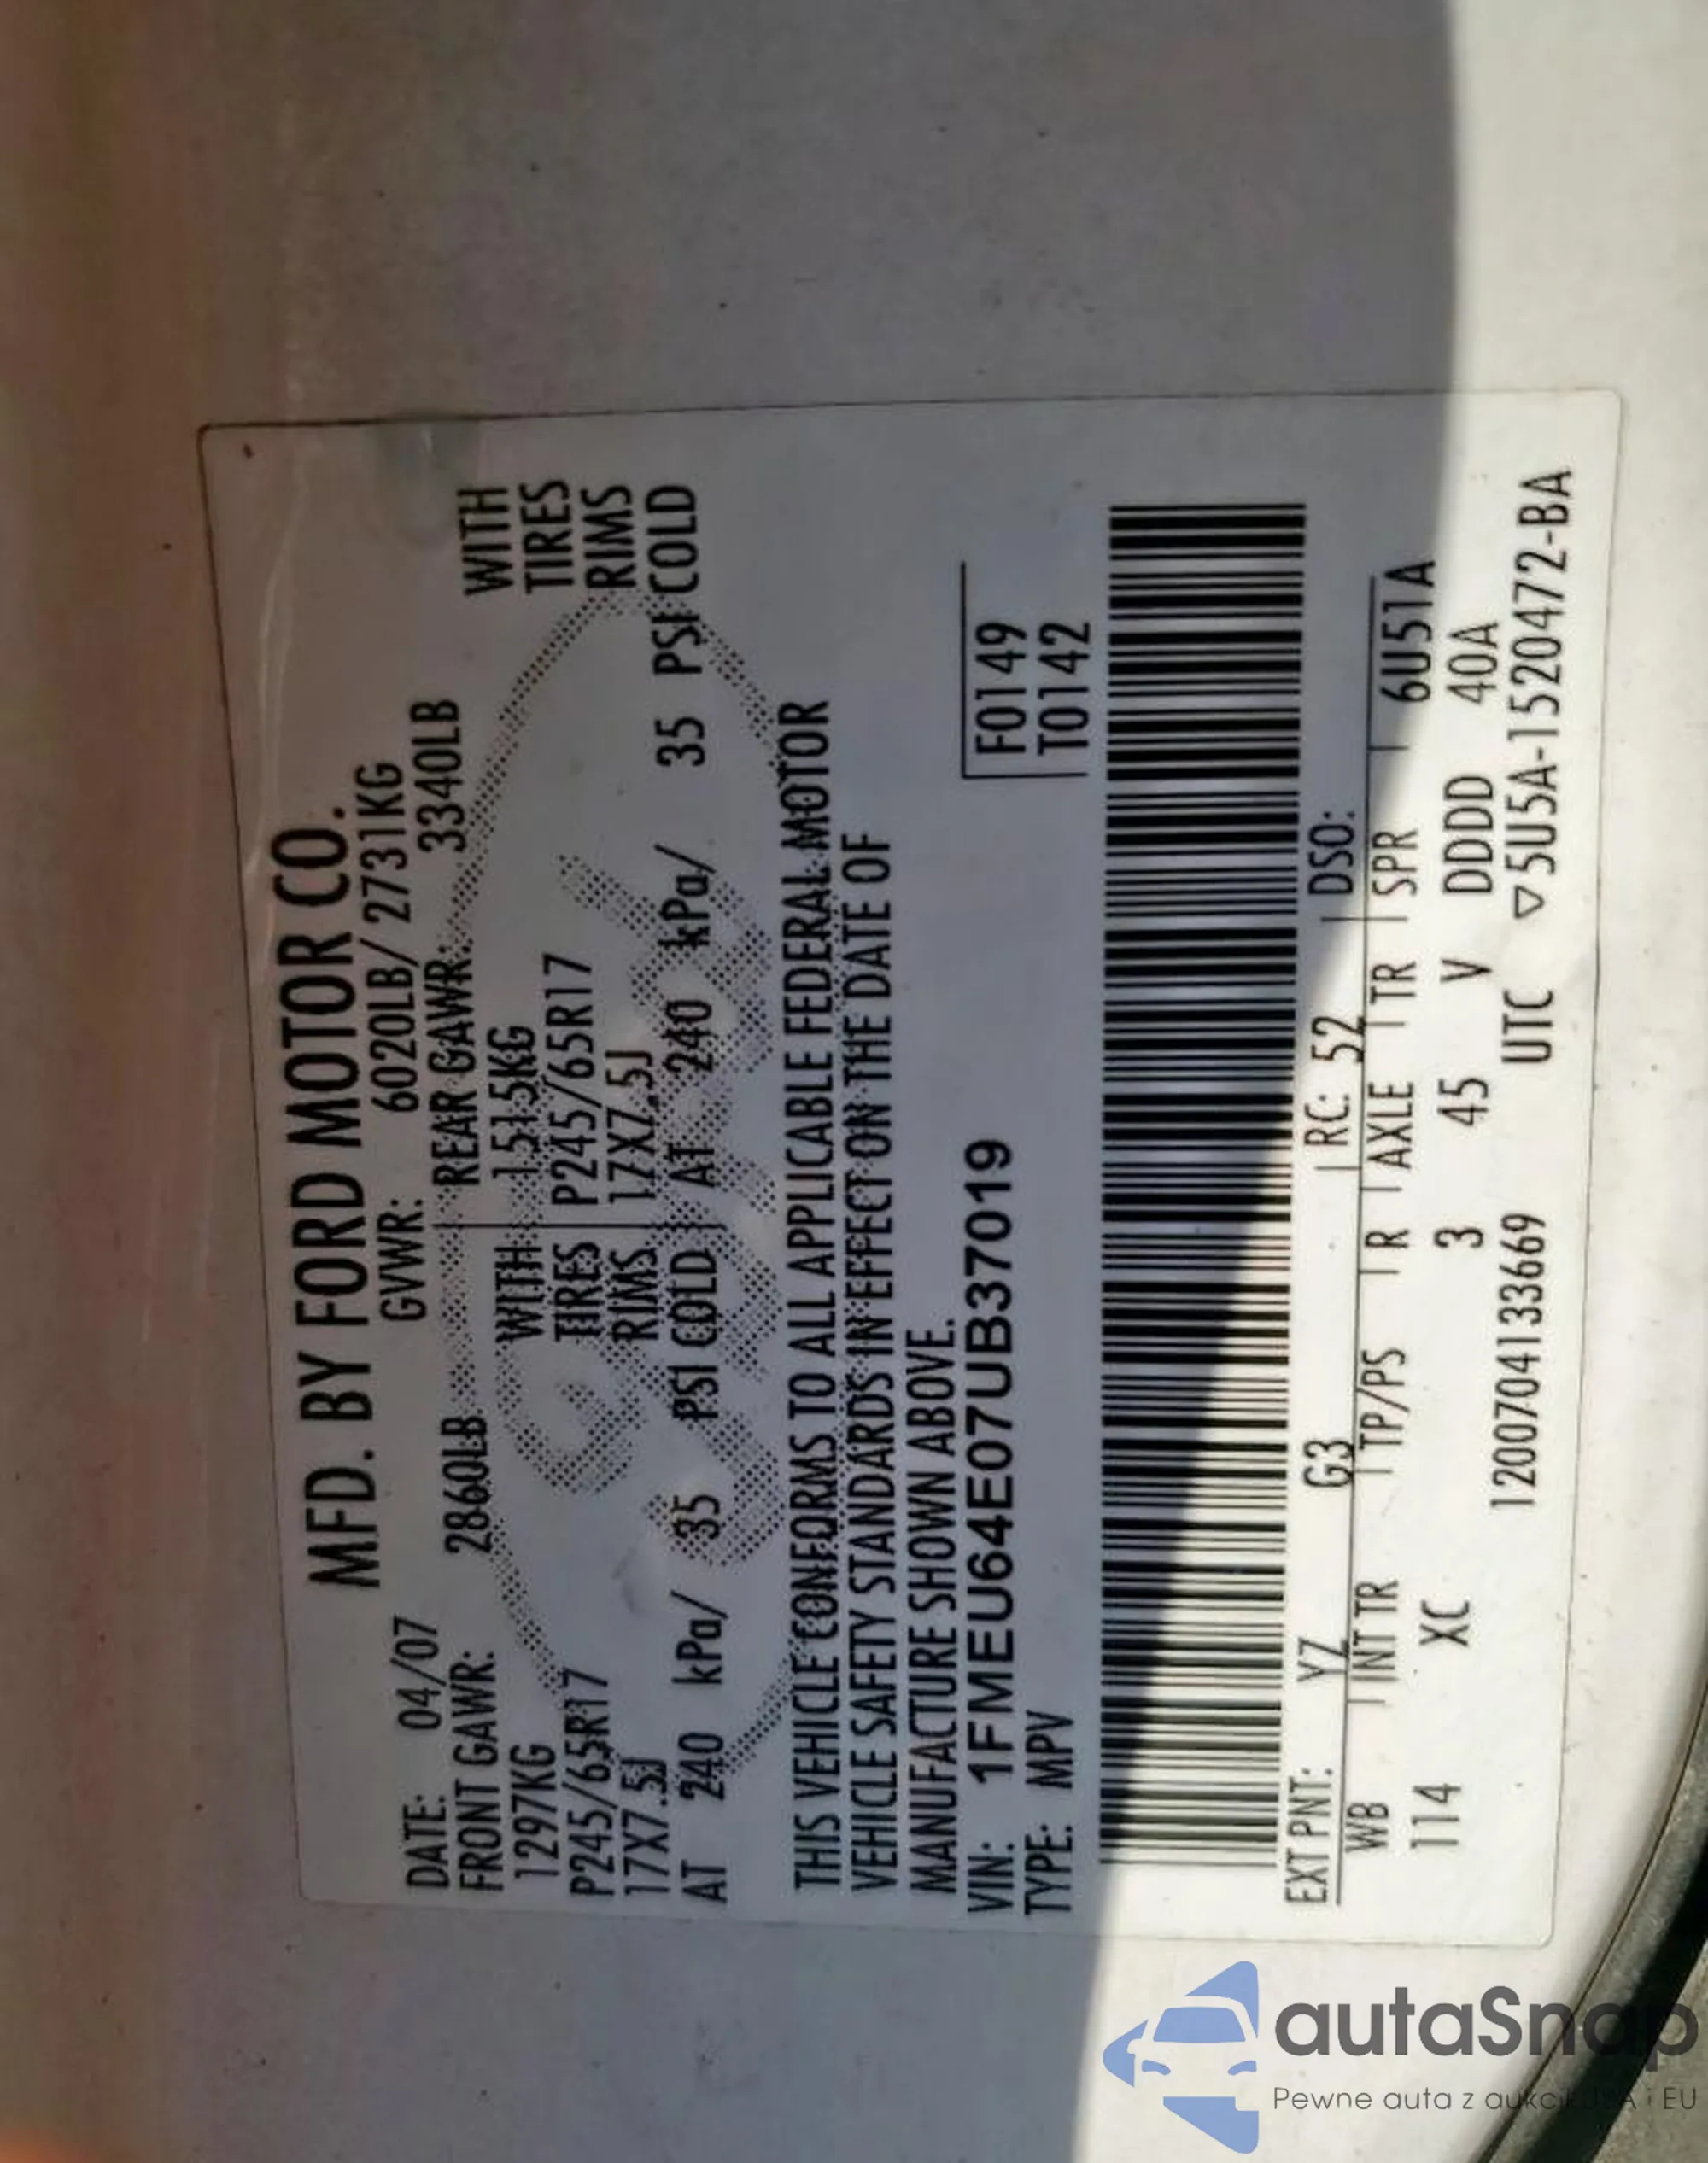 MFD. BY FORD MOTOR CO.
DATE: 04/07 GVWR: 6020LB/ 2731KG
FRONT GAWR: 2860LB REAR GAWR: 3340LB
1297KG WITH 1515KG WITH
P245/65R17 TIRES P245/65R17 TIRES
17X7.5J RIMS 17X7.5J RIMS
AT 240 kPa/ 35 PSI COLD AT 240 kPa/ 35 PSI COLD
THIS VEHICLE CONFORMS TO ALL APPLICABLE FEDERAL MOTOR
VEHICLE SAFETY STANDARDS IN EFFECT ON THE DATE OF
MANUFACTURE SHOWN ABOVE.
VIN: 1FMEU64E07UB37019 F0149
TYPE: MPV T0142
EXT PNT: YZ G3 RC: 52 DSO:
WB INT TR TP/PS R AXLE TR SPR 6U51A
114 XC 3 45 V DDDD 40A
1200704133669 UTC ▽5U5A-1520472-BA
autaSnap
Pewne auta z aukcji USA i EU